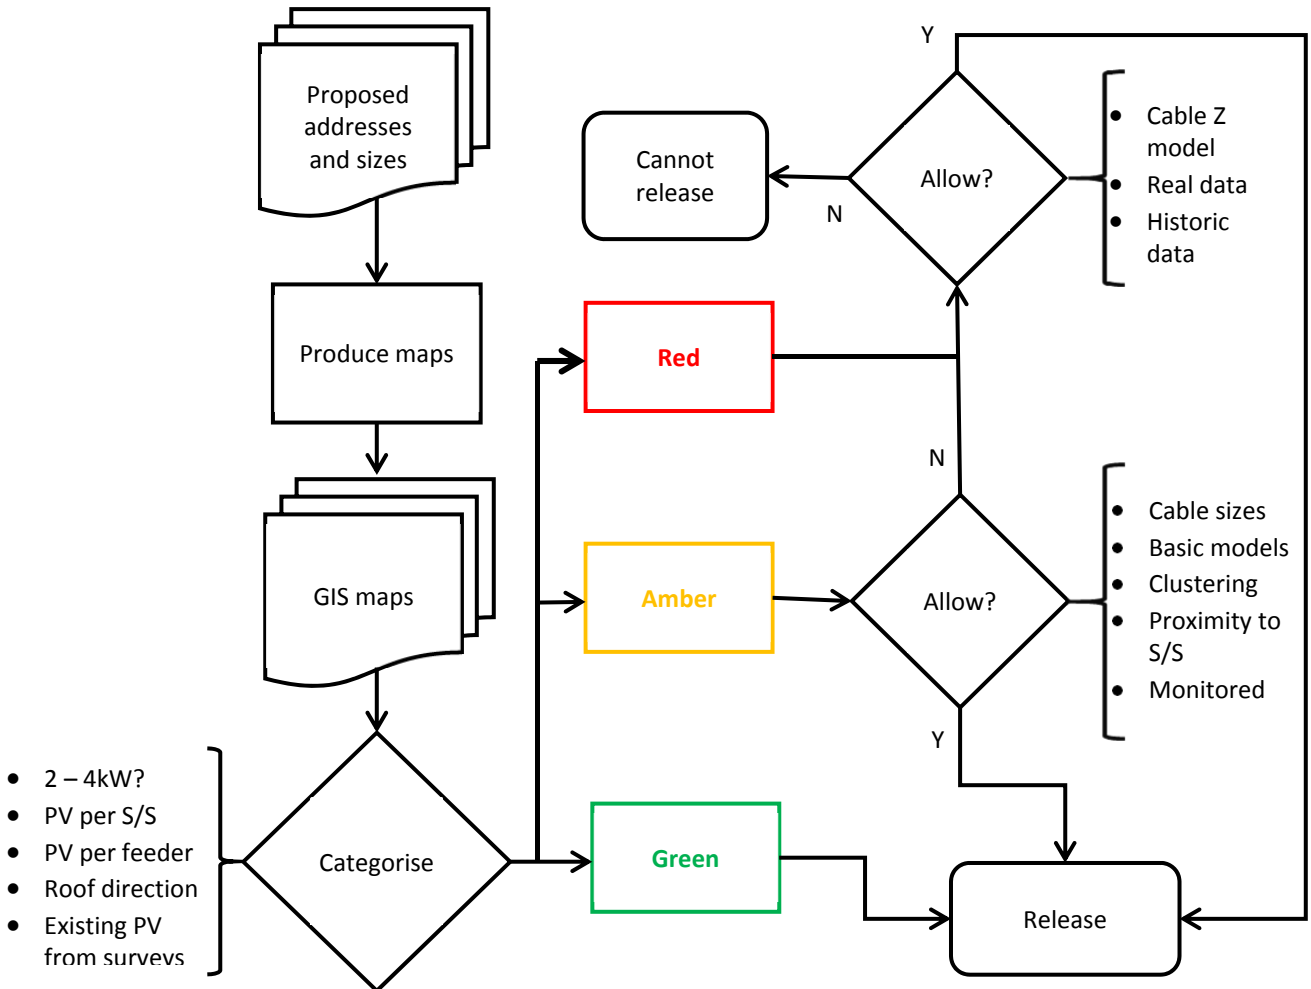 Proposed
addresses
and sizes
Produce maps
GIS maps
Categorise
• 2 – 4kW?
• PV per S/S
• PV per feeder
• Roof direction
• Existing PV
from surveys
Red
Amber
Green
Cannot
release
Allow?
Y
N
• Cable Z
model
• Real data
• Historic
data
Allow?
N
Y
• Cable sizes
• Basic models
• Clustering
• Proximity to
S/S
• Monitored
Release